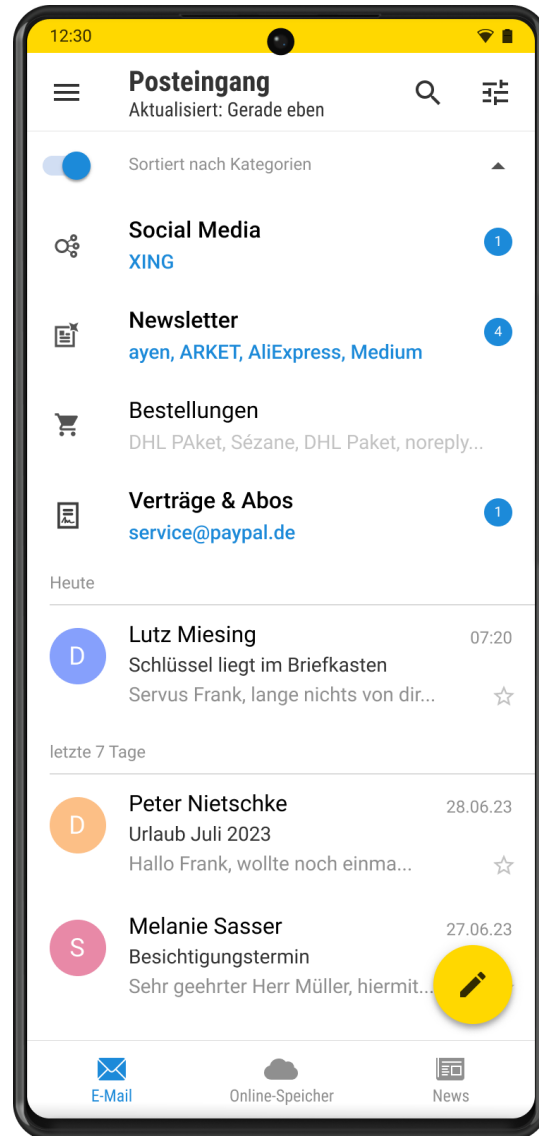 12:30
Posteingang
Aktualisiert: Gerade eben
Sortiert nach Kategorien
Social Media
1
XING
Newsletter
4
ayen, ARKET, AliExpress, Medium
Bestellungen
DHL PAket, Sézane, DHL Paket, noreply...
Verträge & Abos
1
service@paypal.de
Heute
D
Lutz Miesing
07:20
Schlüssel liegt im Briefkasten
Servus Frank, lange nichts von dir...
letzte 7 Tage
D
Peter Nietschke
28.06.23
Urlaub Juli 2023
Hallo Frank, wollte noch einma...
S
Melanie Sasser
27.06.23
Besichtigungstermin
Sehr geehrter Herr Müller, hiermit...
E-Mail
Online-Speicher
News